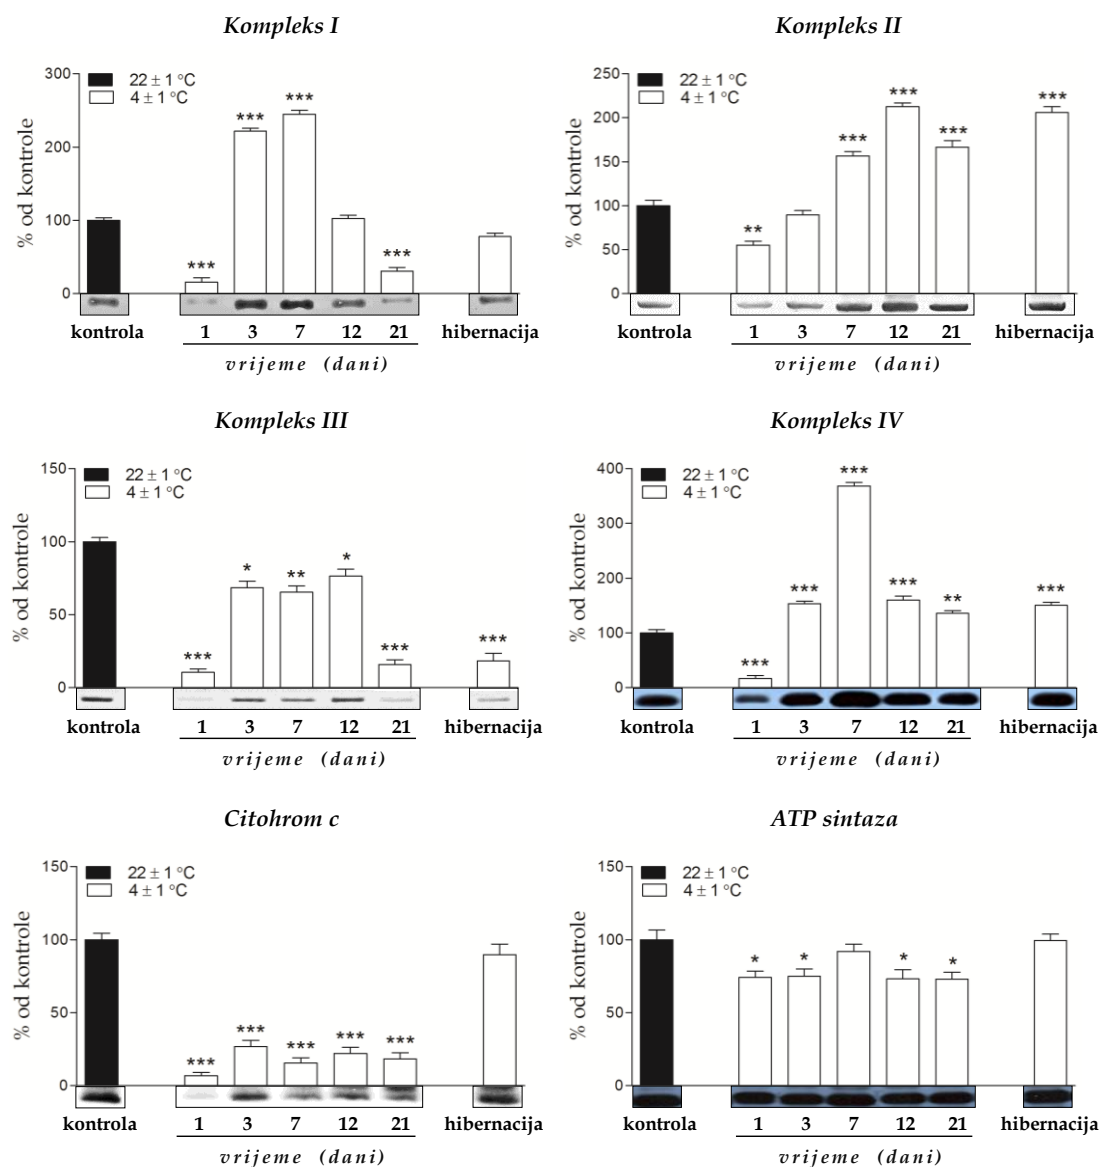 Kompleks I
300
200
100
0
% od kontrole
22 ± 1 °C
4 ± 1 °C
*** *** *** ***
kontrola 1 3 7 12 21 hibernacija
vrijeme (dani)
Kompleks II
250
200
150
100
50
0
% od kontrole
22 ± 1 °C
4 ± 1 °C
** *** *** *** ***
kontrola 1 3 7 12 21 hibernacija
vrijeme (dani)
Kompleks III
150
100
50
0
% od kontrole
22 ± 1 °C
4 ± 1 °C
*** * ** * *** ***
kontrola 1 3 7 12 21 hibernacija
vrijeme (dani)
Kompleks IV
400
300
200
100
0
% od kontrole
22 ± 1 °C
4 ± 1 °C
*** *** *** *** ** ***
kontrola 1 3 7 12 21 hibernacija
vrijeme (dani)
Citohrom c
150
100
50
0
% od kontrole
22 ± 1 °C
4 ± 1 °C
*** *** *** *** ***
kontrola 1 3 7 12 21 hibernacija
vrijeme (dani)
ATP sintaza
150
100
50
0
% od kontrole
22 ± 1 °C
4 ± 1 °C
* * * *
kontrola 1 3 7 12 21 hibernacija
vrijeme (dani)